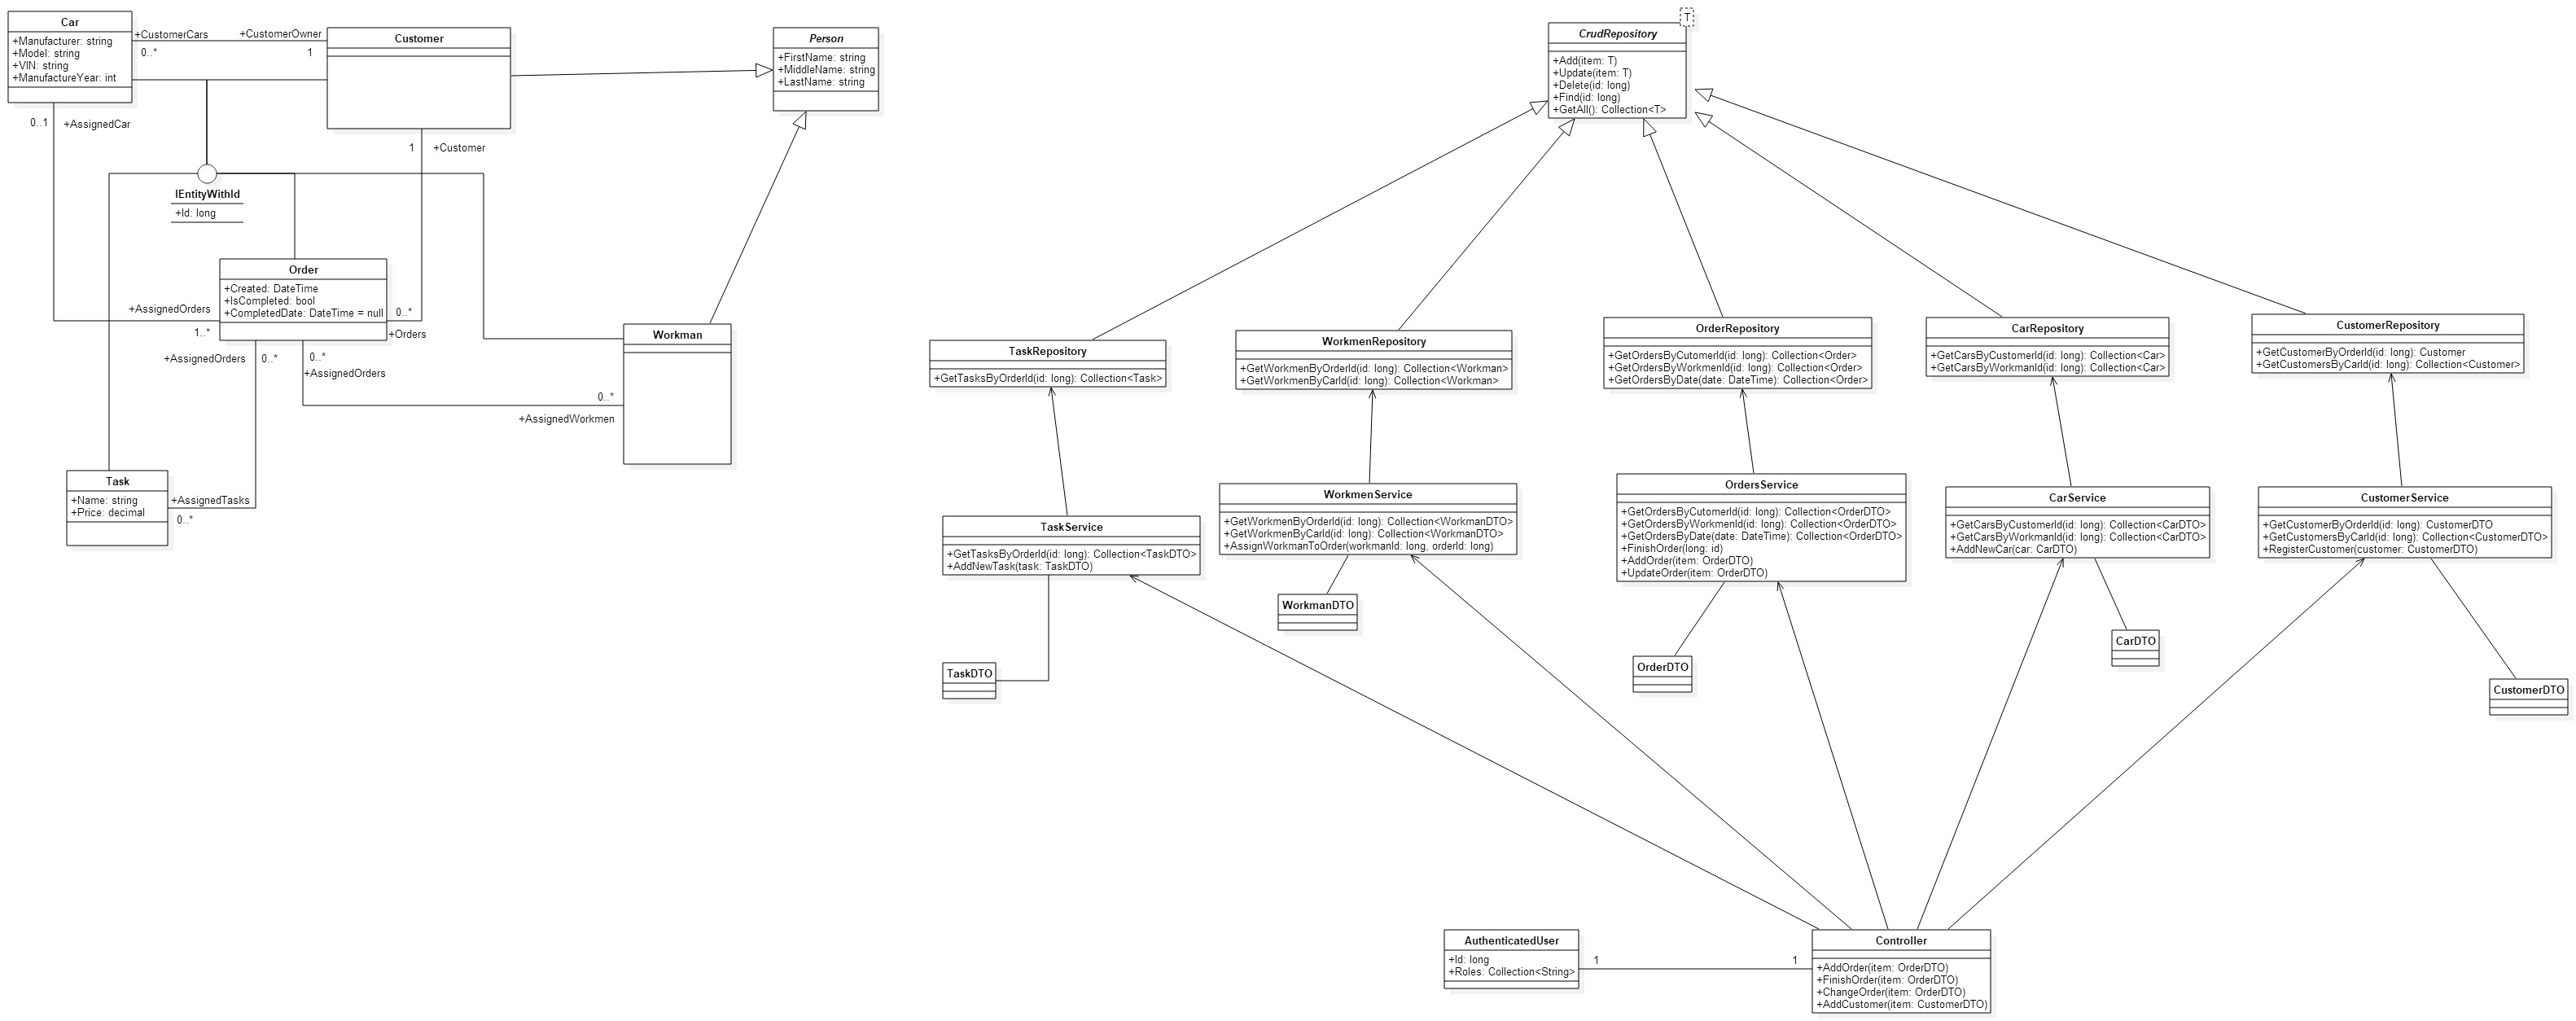 Car
+Manufacturer: string
+Model: string
+VIN: string
+ManufactureYear: int
+CustomerCars
0..*
+CustomerOwner
1
Customer
Person
+FirstName: string
+MiddleName: string
+LastName: string
0..1
+AssignedCar
1
+Customer
IEntityWithId
+Id: long
Order
+Created: DateTime
+IsCompleted: bool
+CompletedDate: DateTime = null
+AssignedOrders
1..*
0..*
+Orders
+AssignedOrders
0..*
0..*
+AssignedOrders
Workman
0..*
+AssignedWorkmen
Task
+Name: string
+Price: decimal
+AssignedTasks
0..*
T
CrudRepository
+Add(item: T)
+Update(item: T)
+Delete(id: long)
+Find(id: long)
+GetAll(): Collection<T>
TaskRepository
+GetTasksByOrderId(id: long): Collection<Task>
WorkmenRepository
+GetWorkmenByOrderId(id: long): Collection<Workman>
+GetWorkmenByCarId(id: long): Collection<Workman>
OrderRepository
+GetOrdersByCutomerId(id: long): Collection<Order>
+GetOrdersByWorkmenId(id: long): Collection<Order>
+GetOrdersByDate(date: DateTime): Collection<Order>
CarRepository
+GetCarsByCustomerId(id: long): Collection<Car>
+GetCarsByWorkmanId(id: long): Collection<Car>
CustomerRepository
+GetCustomerByOrderId(id: long): Customer
+GetCustomersByCarId(id: long): Collection<Customer>
TaskService
+GetTasksByOrderId(id: long): Collection<TaskDTO>
+AddNewTask(task: TaskDTO)
WorkmenService
+GetWorkmenByOrderId(id: long): Collection<WorkmanDTO>
+GetWorkmenByCarId(id: long): Collection<WorkmanDTO>
+AssignWorkmanToOrder(workmanId: long, orderId: long)
OrdersService
+GetOrdersByCutomerId(id: long): Collection<OrderDTO>
+GetOrdersByWorkmenId(id: long): Collection<OrderDTO>
+GetOrdersByDate(date: DateTime): Collection<OrderDTO>
+FinishOrder(long: id)
+AddOrder(item: OrderDTO)
+UpdateOrder(item: OrderDTO)
CarService
+GetCarsByCustomerId(id: long): Collection<CarDTO>
+GetCarsByWorkmanId(id: long): Collection<CarDTO>
+AddNewCar(car: CarDTO)
CustomerService
+GetCustomerByOrderId(id: long): CustomerDTO
+GetCustomersByCarId(id: long): Collection<CustomerDTO>
+RegisterCustomer(customer: CustomerDTO)
TaskDTO
WorkmanDTO
OrderDTO
CarDTO
CustomerDTO
AuthenticatedUser
+Id: long
+Roles: Collection<String>
1
1
Controller
+AddOrder(item: OrderDTO)
+FinishOrder(item: OrderDTO)
+ChangeOrder(item: OrderDTO)
+AddCustomer(item: CustomerDTO)